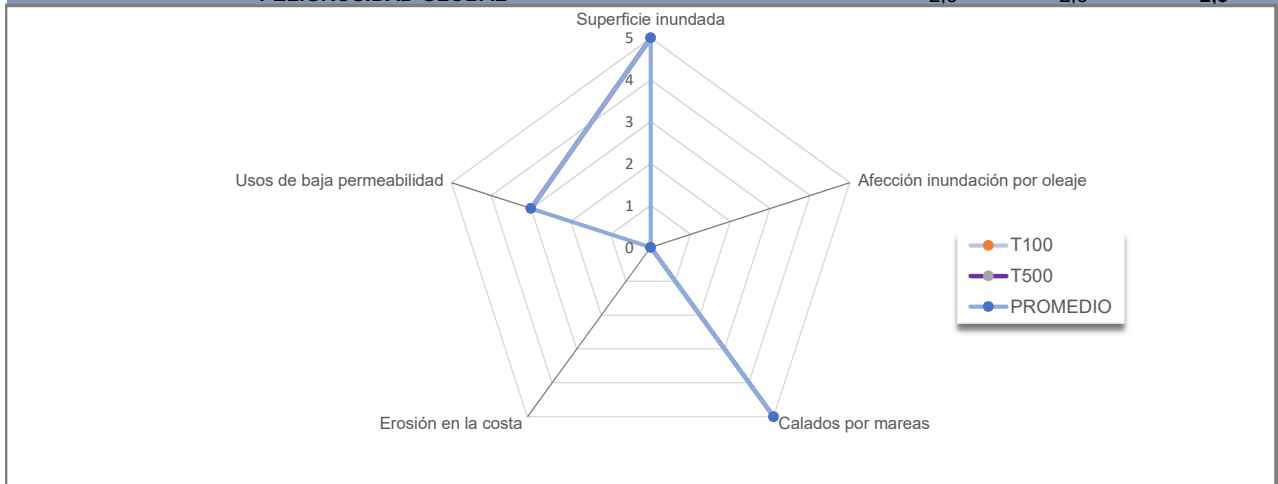 Superficie inundada
5
4
3
2
1
0
Usos de baja permeabilidad
Afección inundación por oleaje
T100
T500
PROMEDIO
Erosión en la costa
Calados por mareas